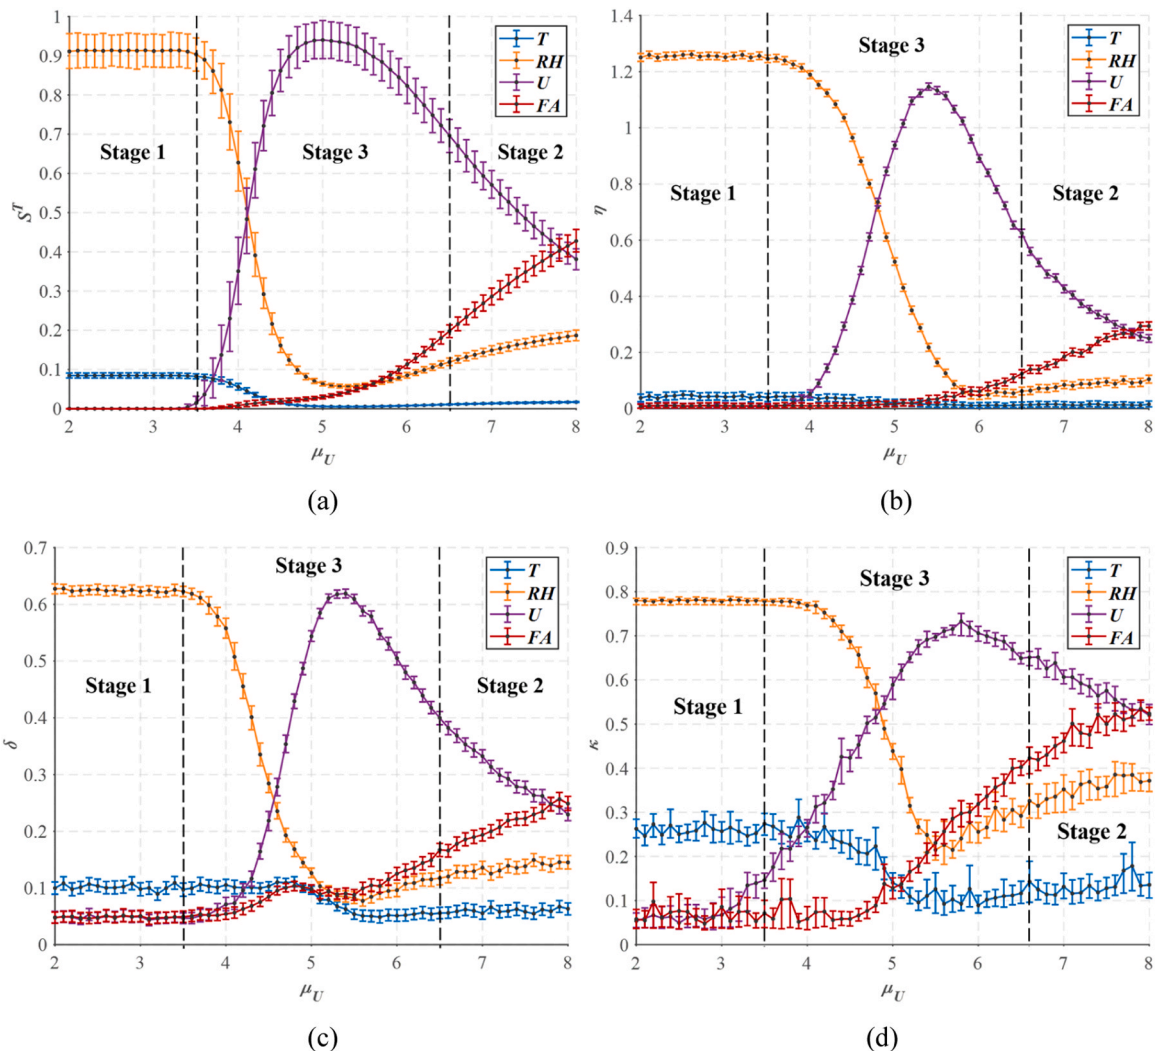 1
0.9
0.8
0.7
0.6
0.5
0.4
0.3
0.2
0.1
0
S^T
T
RH
U
FA
Stage 1
Stage 3
Stage 2
2 3 4 5 6 7 8
μ_U
(a)
1.4
1.2
1
0.8
0.6
0.4
0.2
0
η
Stage 3
T
RH
U
FA
Stage 1
Stage 2
2 3 4 5 6 7 8
μ_U
(b)
0.7
0.6
0.5
0.4
0.3
0.2
0.1
0
δ
Stage 3
T
RH
U
FA
Stage 1
Stage 2
2 3 4 5 6 7 8
μ_U
(c)
0.9
0.8
0.7
0.6
0.5
0.4
0.3
0.2
0.1
0
κ
Stage 3
T
RH
U
FA
Stage 1
Stage 2
2 3 4 5 6 7 8
μ_U
(d)